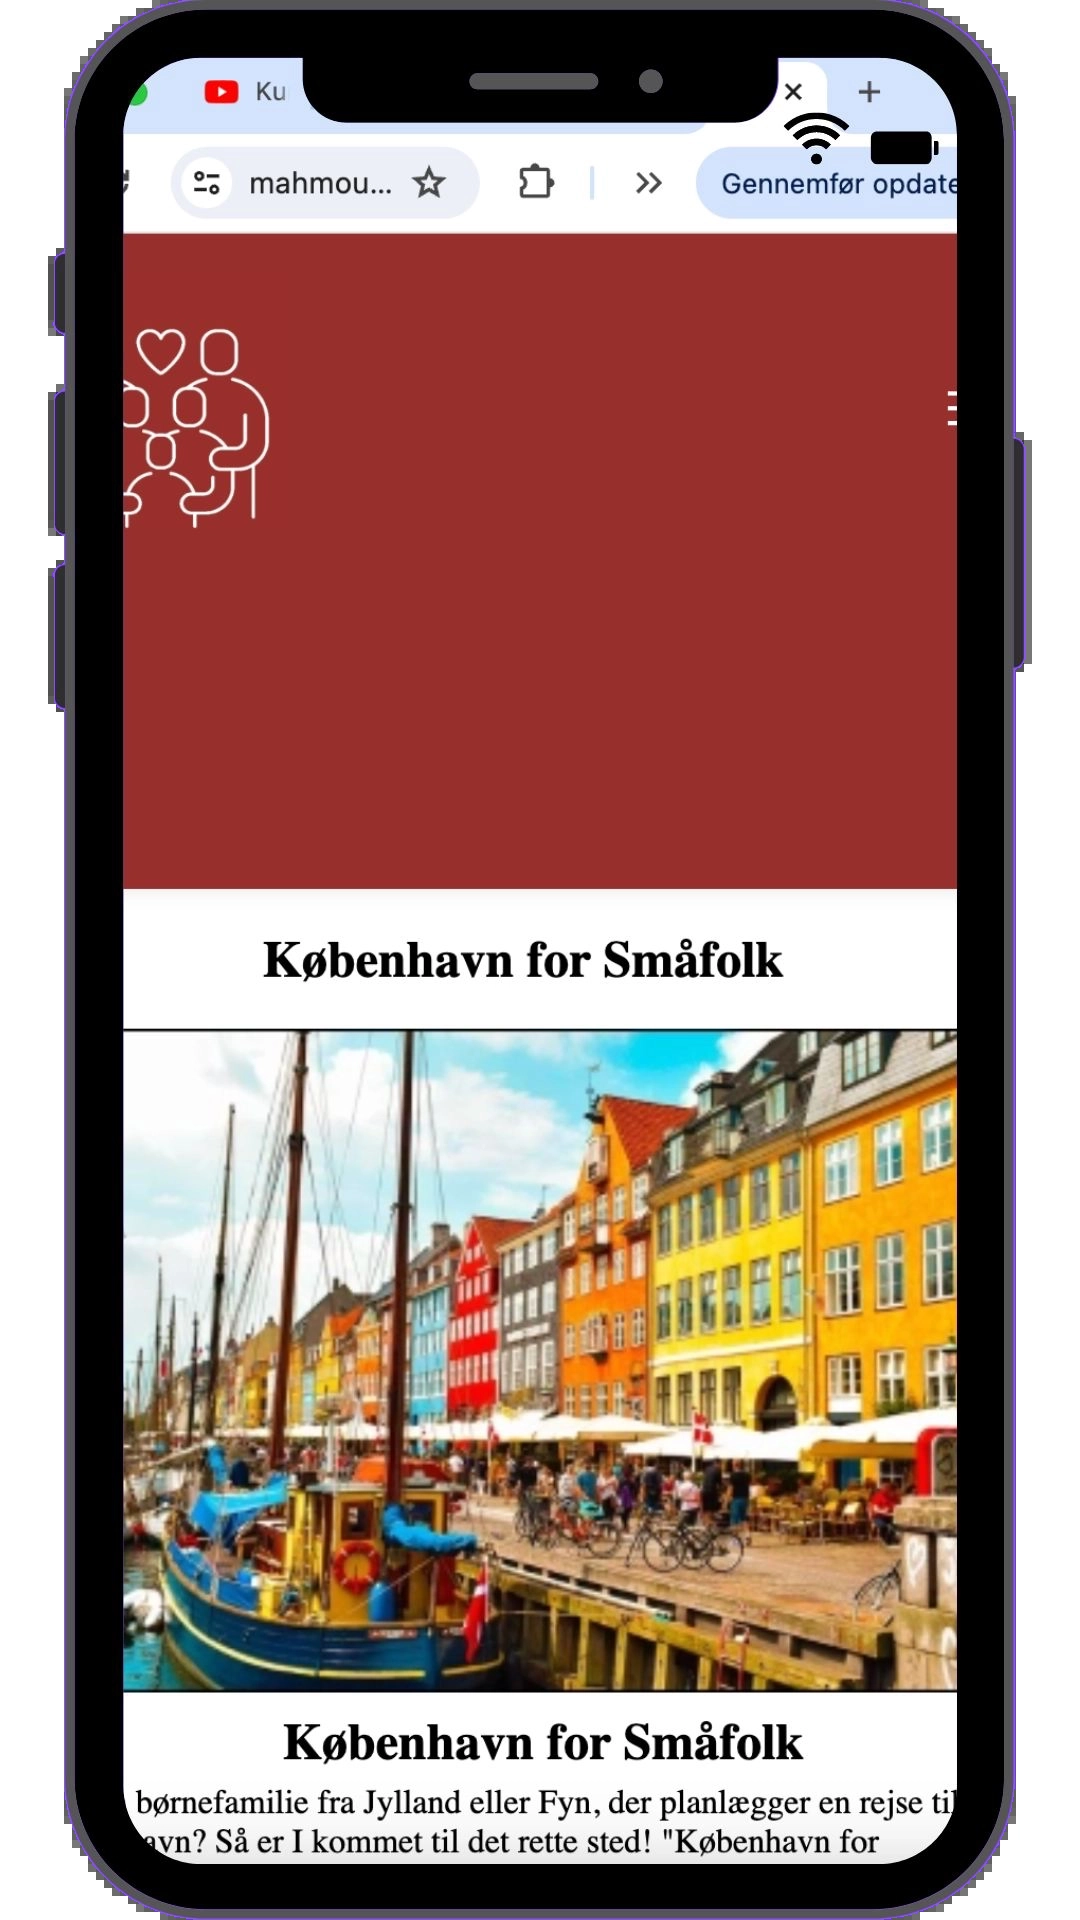 Ku
mahmou...
Gennemfør opdate
København for Småfolk
København for Småfolk
børnefamilie fra Jylland eller Fyn, der planlægger en rejse til
avn? Så er I kommet til det rette sted! "København for